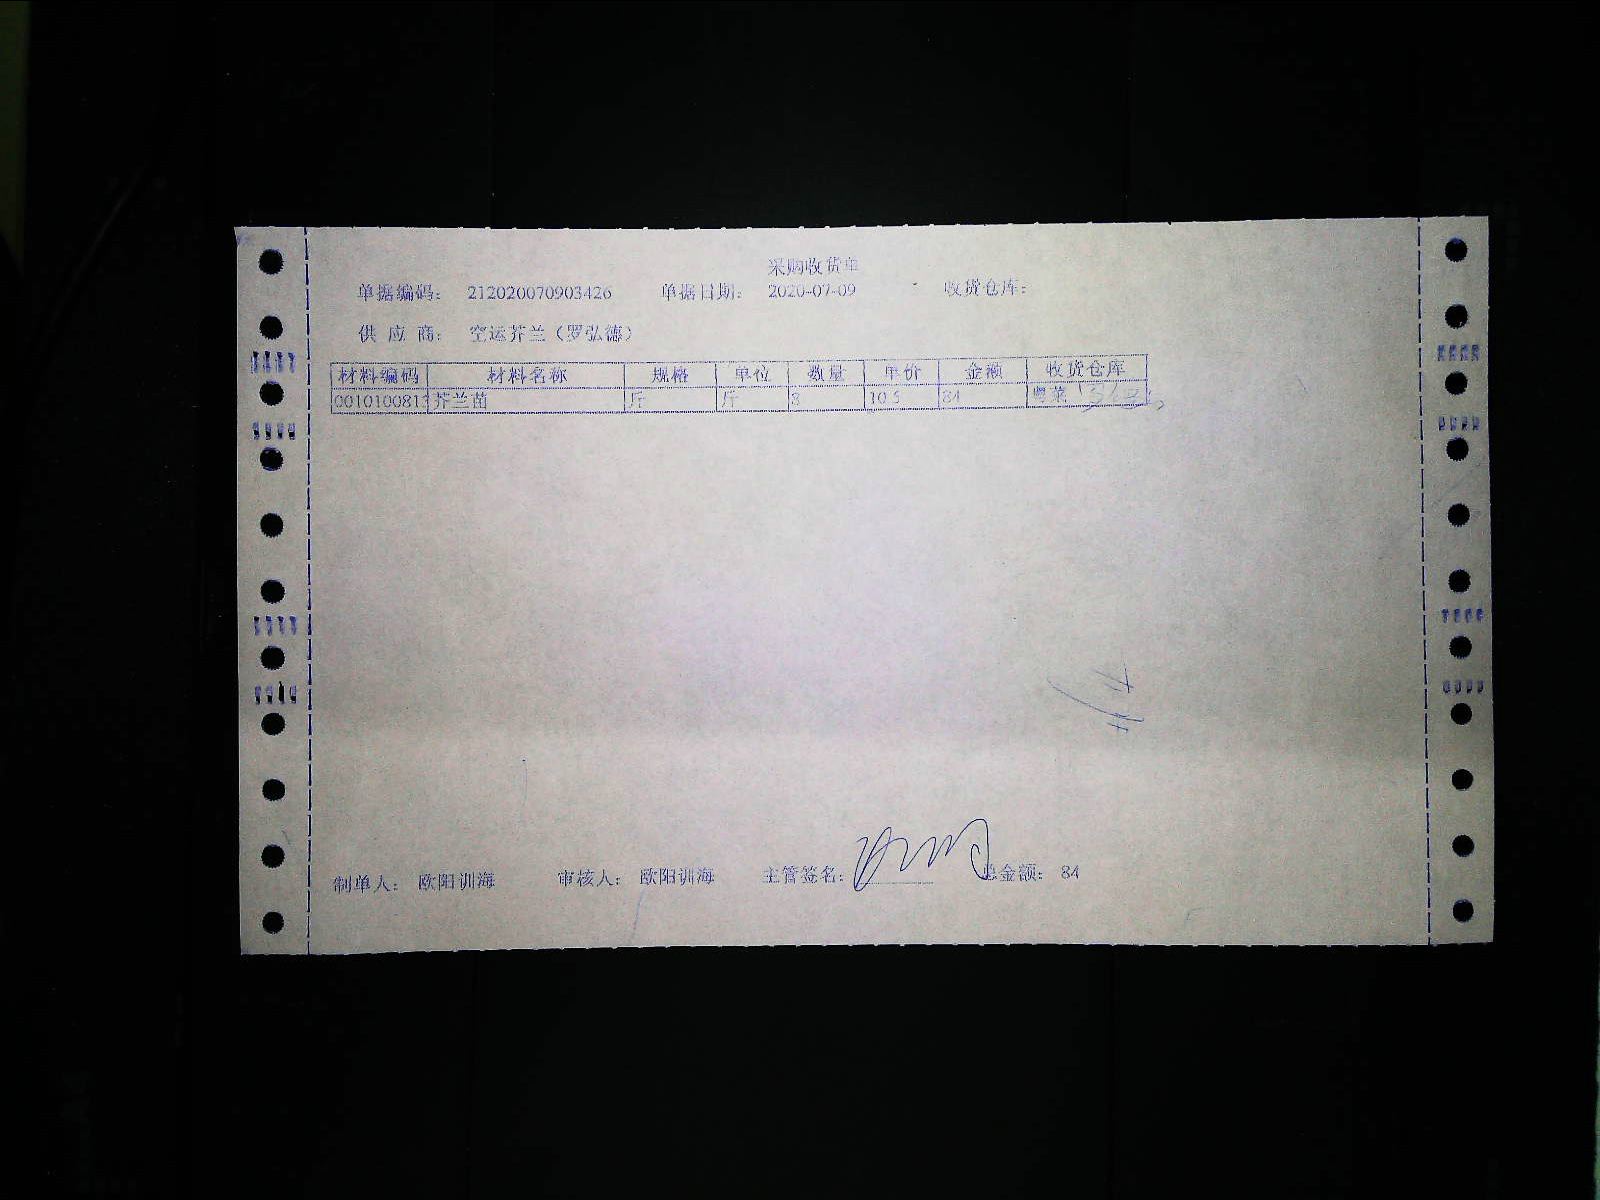 采购收货单
单据编码： 212020070903426 单据日期： 2020-07-09 收货仓库：
供 应 商： 空运芥兰（罗弘德）
材料编码 材料名称 规格 单位 数量 单价 金额 收货仓库
0010100813 芥兰苗 斤 斤 8 10.5 84 粤菜
制单人： 欧阳训海 审核人： 欧阳训海 主管签名： 总金额： 84